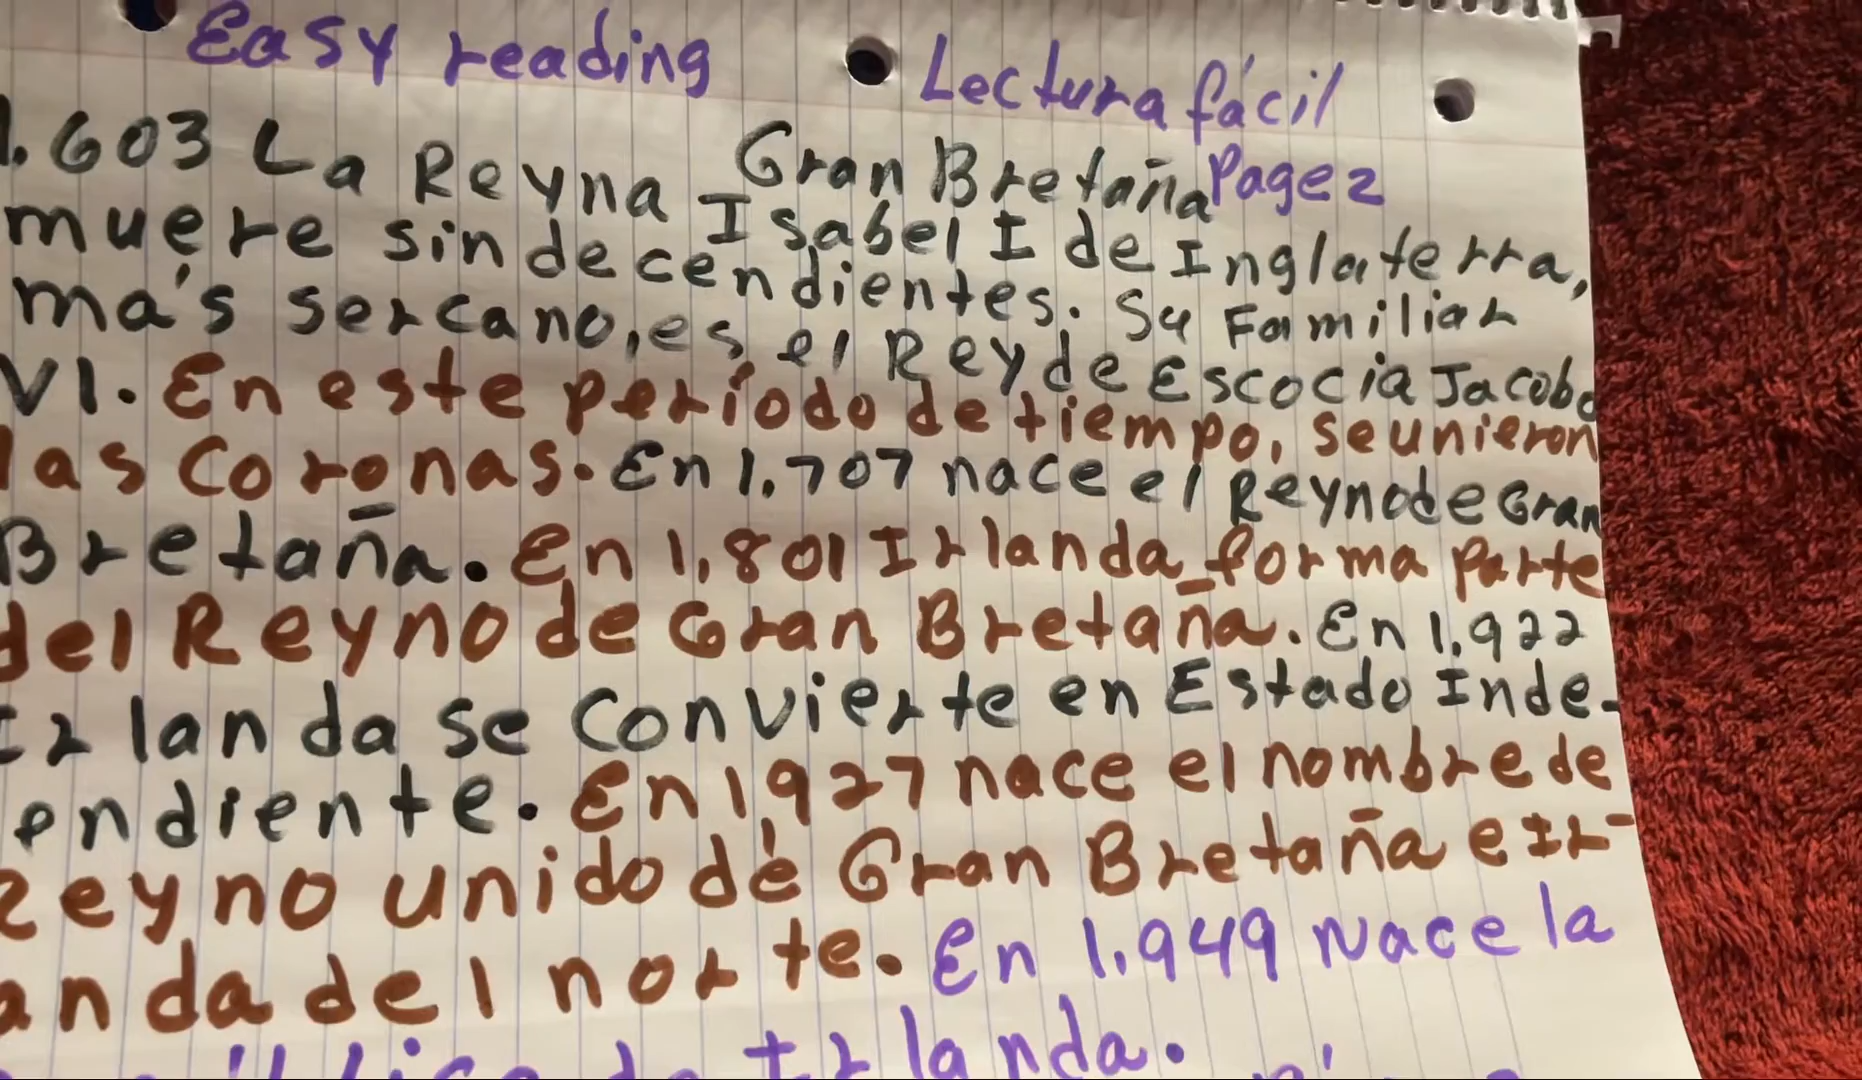 Easy reading Lectura fácil
Gran Bretaña Page 2
1.603 La Reyna Isabel I de Inglaterra,
muere sin decendientes. Su Familiar
más sercano, es el Rey de Escocia Jacobo
VI. En este período de tiempo, se unieron
las Coronas. En 1.707 nace el Reyno de Gran
Bretaña. En 1.801 Irlanda forma parte
del Reyno de Gran Bretaña. En 1.922
Irlanda se convierte en Estado Inde-
endiente. En 1927 nace el nombre de
Reyno unido de Gran Bretaña e Ir-
anda del norte. En 1.949 Nace la
Irlanda.